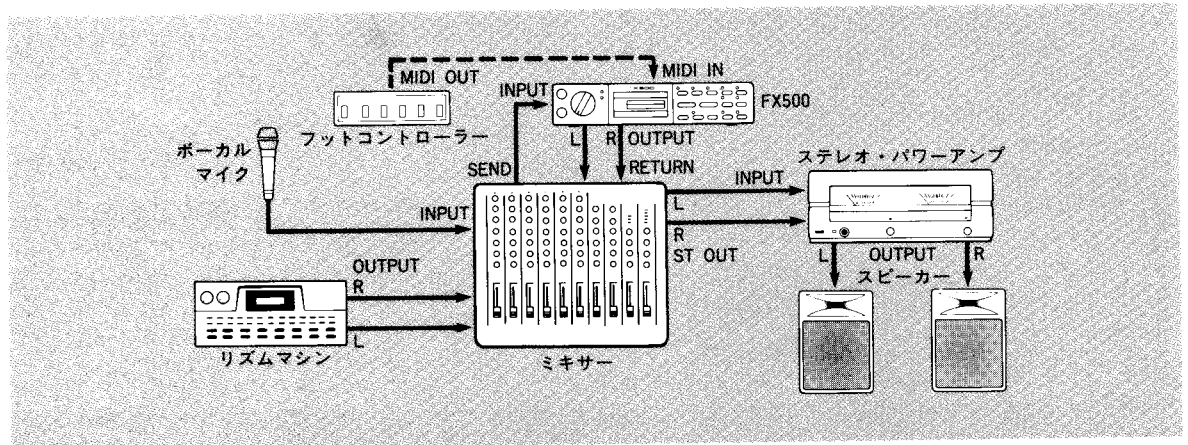 MIDI OUT
MIDI IN
INPUT
FX500
フットコントローラー
L
R
OUTPUT
ボーカル
マイク
SEND
RETURN
ステレオ・パワーアンプ
INPUT
INPUT
L
R
ST OUT
OUTPUT
R
L
リズムマシン
ミキサー
L
OUTPUT
R
スピーカー